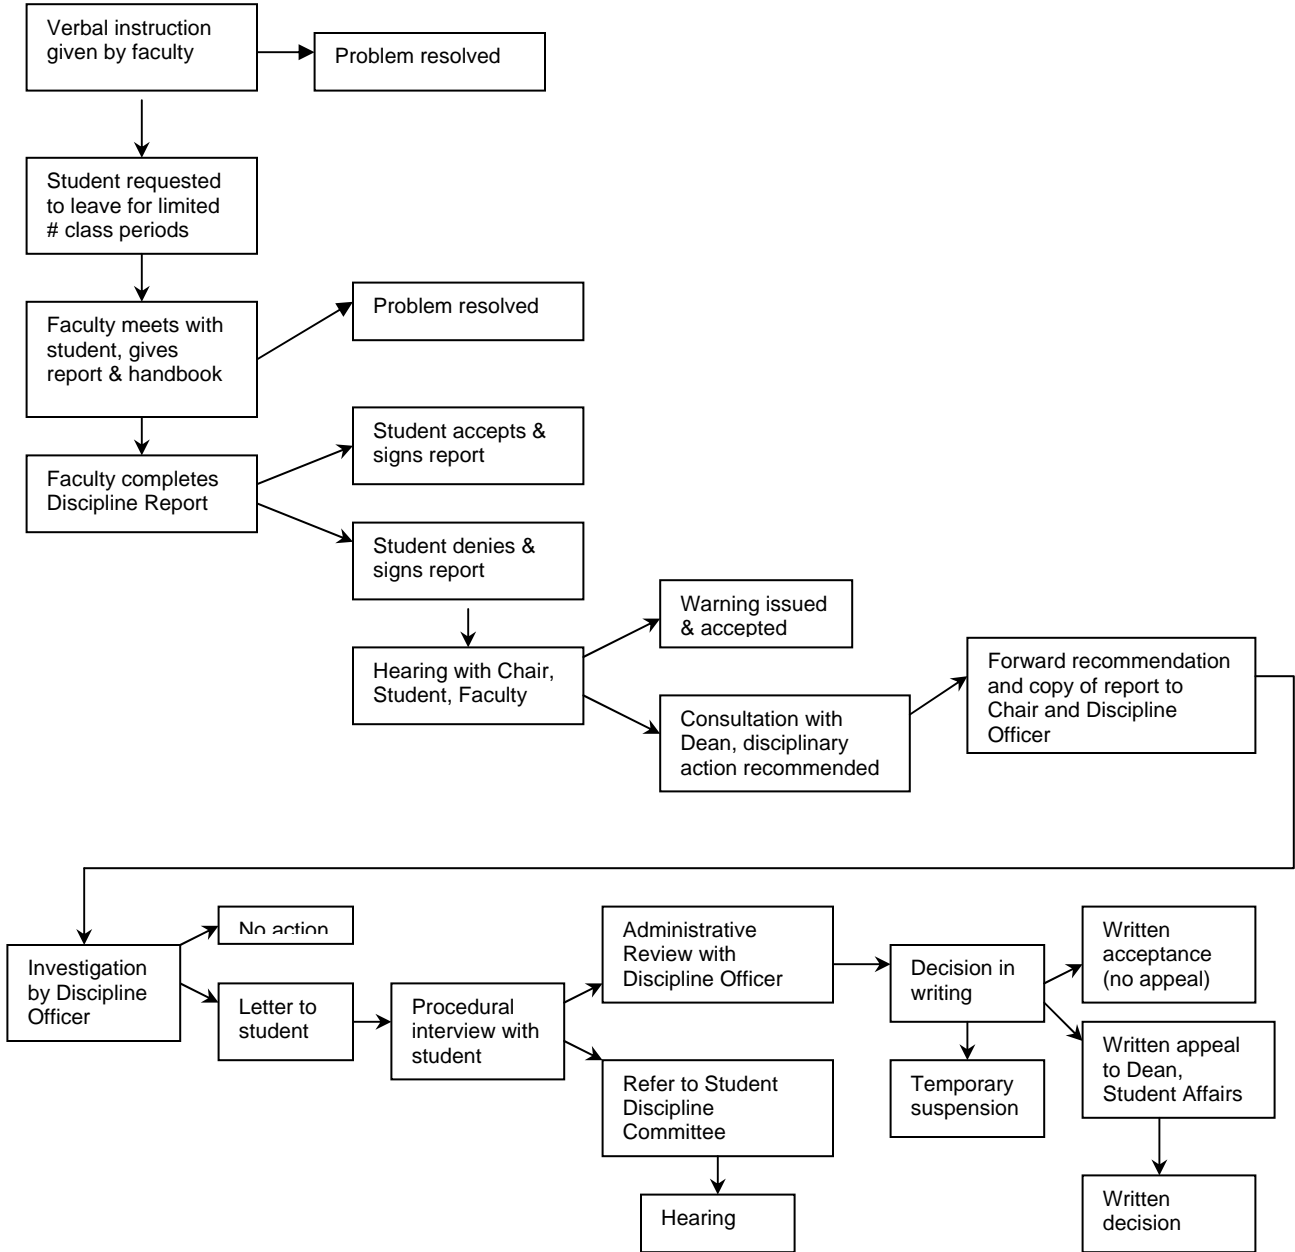 Verbal instruction
given by faculty
Problem resolved
Student requested
to leave for limited
# class periods
Faculty meets with
student, gives
report & handbook
Problem resolved
Faculty completes
Discipline Report
Student accepts &
signs report
Student denies &
signs report
Hearing with Chair,
Student, Faculty
Warning issued
& accepted
Consultation with
Dean, disciplinary
action recommended
Forward recommendation
and copy of report to
Chair and Discipline
Officer
Investigation
by Discipline
Officer
No action
Letter to
student
Procedural
interview with
student
Administrative
Review with
Discipline Officer
Refer to Student
Discipline
Committee
Hearing
Decision in
writing
Temporary
suspension
Written
acceptance
(no appeal)
Written appeal
to Dean,
Student Affairs
Written
decision